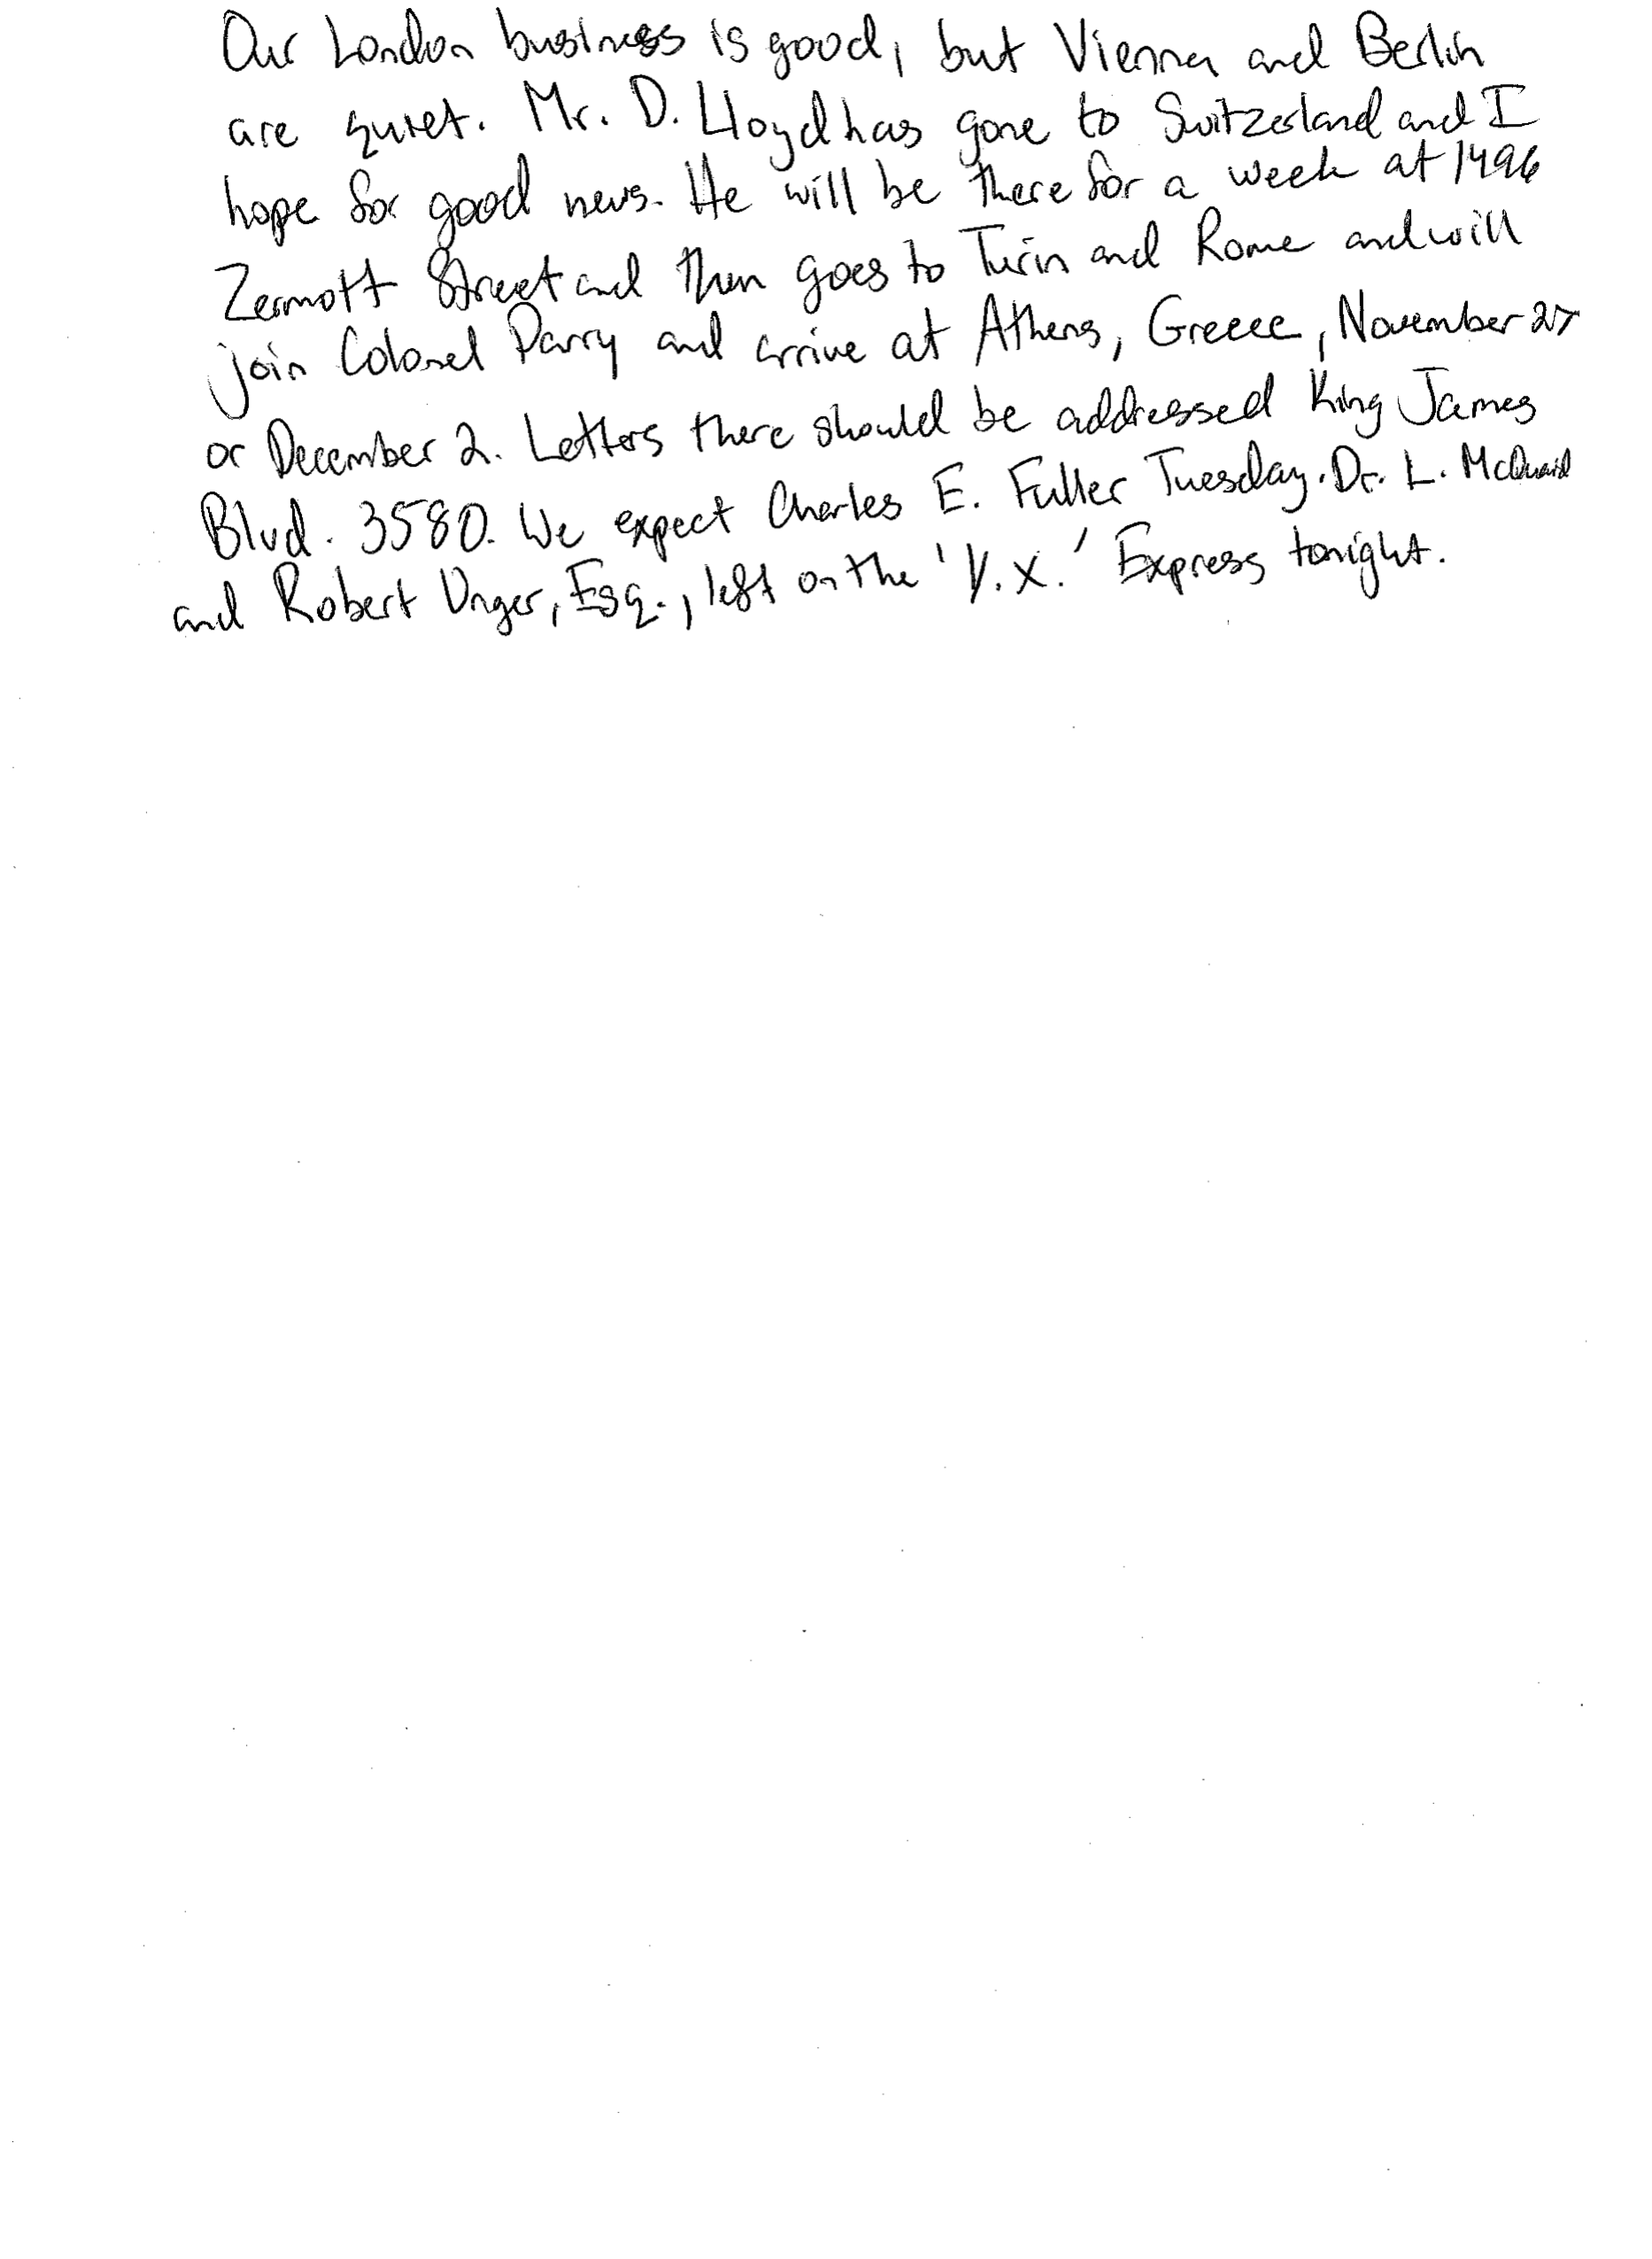 Our London business is good, but Vienna and Berlin
are quiet. Mr. D. Lloyd has gone to Switzerland and I
hope for good news. He will be there for a week at 1496
Zermott Street and then goes to Turin and Rome and will
join Colonel Parry and arrive at Athens, Greece, November 27
or December 2. Letters there should be addressed King James
Blvd. 3580. We expect Charles E. Fuller Tuesday. Dr. L. McQuaid
and Robert Unger, Esq., left on the 'V.X.' Express tonight.